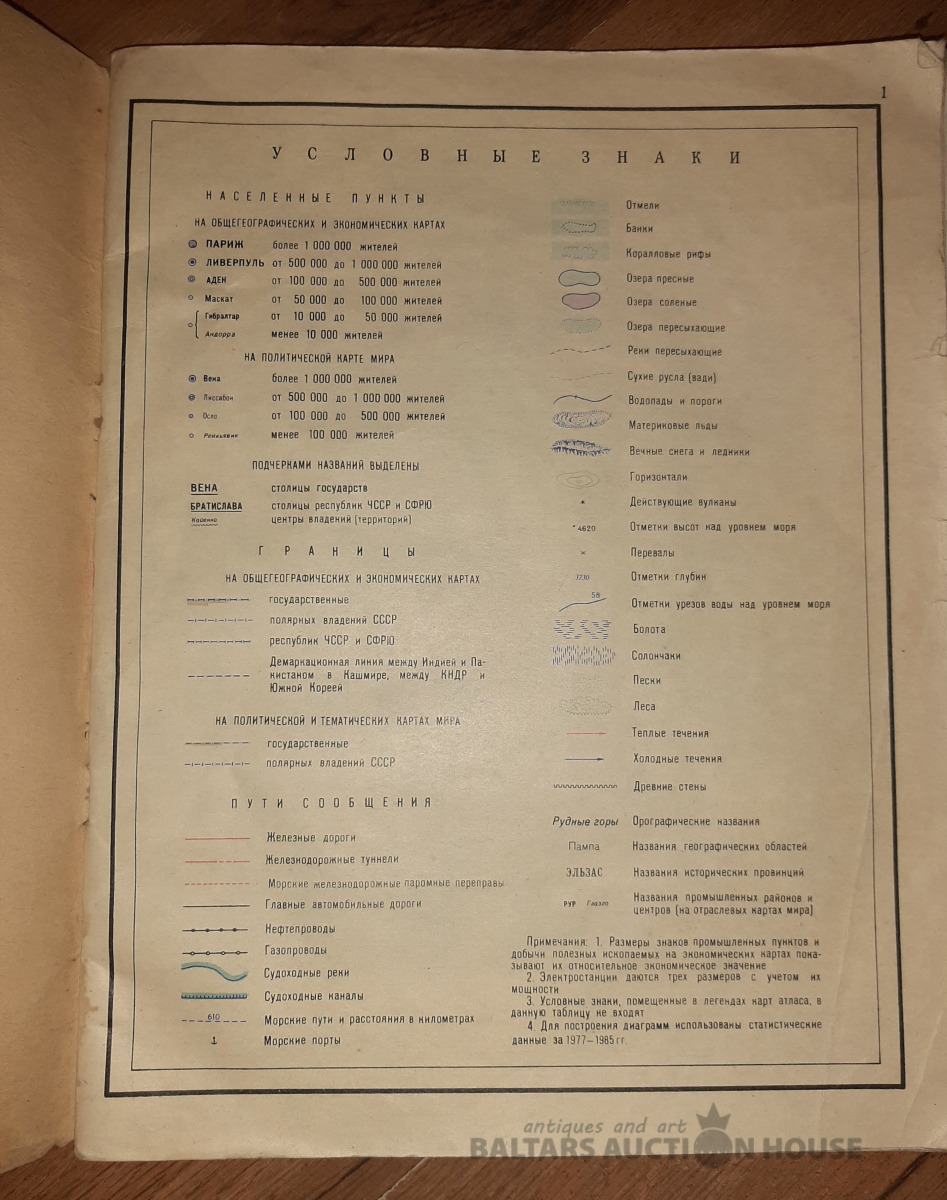 1
УСЛОВНЫЕ ЗНАКИ
НАСЕЛЕННЫЕ ПУНКТЫ
НА ОБЩЕГЕОГРАФИЧЕСКИХ И ЭКОНОМИЧЕСКИХ КАРТАХ
ПАРИЖ более 1 000 000 жителей
ЛИВЕРПУЛЬ от 500 000 до 1 000 000 жителей
АДЕН от 100 000 до 500 000 жителей
Маскат от 50 000 до 100 000 жителей
Гибралтар от 10 000 до 50 000 жителей
Андорра менее 10 000 жителей
НА ПОЛИТИЧЕСКОЙ КАРТЕ МИРА
Вена более 1 000 000 жителей
Лиссабон от 500 000 до 1 000 000 жителей
Осло от 100 000 до 500 000 жителей
Рейкьявик менее 100 000 жителей
ПОДЧЕРКАМИ НАЗВАНИЙ ВЫДЕЛЕНЫ
ВЕНА столицы государств
БРАТИСЛАВА столицы республик ЧССР и СФРЮ
Кайенна центры владений (территорий)
ГРАНИЦЫ
НА ОБЩЕГЕОГРАФИЧЕСКИХ И ЭКОНОМИЧЕСКИХ КАРТАХ
государственные
полярных владений СССР
республик ЧССР и СФРЮ
Демаркационная линия между Индией и Па-
кистаном в Кашмире, между КНДР и
Южной Кореей
НА ПОЛИТИЧЕСКОЙ И ТЕМАТИЧЕСКИХ КАРТАХ МИРА
государственные
полярных владений СССР
ПУТИ СООБЩЕНИЯ
Железные дороги
Железнодорожные туннели
Морские железнодорожные паромные переправы
Главные автомобильные дороги
Нефтепроводы
Газопроводы
Судоходные реки
Судоходные каналы
610 Морские пути и расстояния в километрах
Морские порты
Отмели
Банки
Коралловые рифы
Озера пресные
Озера соленые
Озера пересыхающие
Реки пересыхающие
Сухие русла (вади)
Водопады и пороги
Материковые льды
Вечные снега и ледники
Горизонтали
Действующие вулканы
4620 Отметки высот над уровнем моря
Перевалы
1230 Отметки глубин
58 Отметки урезов воды над уровнем моря
Болота
Солончаки
Пески
Леса
Теплые течения
Холодные течения
Древние стены
Рудные горы Орографические названия
Пампа Названия географических областей
ЭЛЬЗАС Названия исторических провинций
РУР Глазго Названия промышленных районов и
центров (на отраслевых картах мира)
Примечания: 1. Размеры знаков промышленных пунктов и
добычи полезных ископаемых на экономических картах пока-
зывают их относительное экономическое значение
2. Электростанции даются трех размеров с учетом их
мощности
3. Условные знаки, помещенные в легендах карт атласа, в
данную таблицу не входят
4. Для построения диаграмм использованы статистические
данные за 1977—1985 гг.
antiques and art
BALTARS AUCTION HOUSE